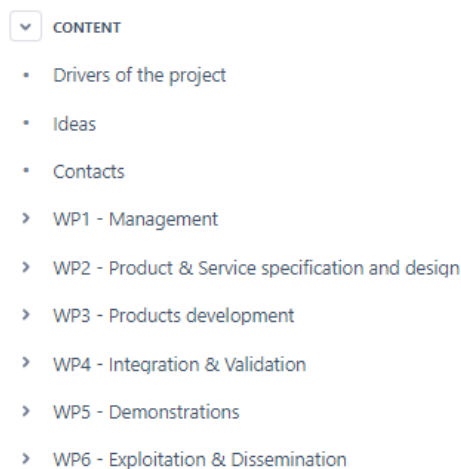 CONTENT
Drivers of the project
Ideas
Contacts
WP1 - Management
WP2 - Product & Service specification and design
WP3 - Products development
WP4 - Integration & Validation
WP5 - Demonstrations
WP6 - Exploitation & Dissemination